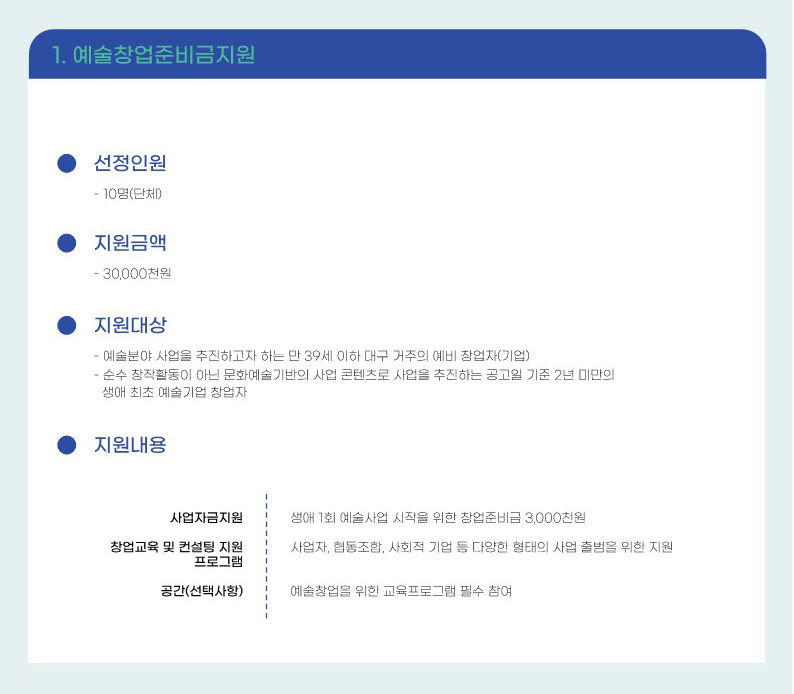 1. 예술창업준비금지원
선정인원
- 10명(단체)
지원금액
- 30,000천원
지원대상
- 예술분야 사업을 추진하고자 하는 만 39세 이하 대구 거주의 예비 창업자(기업)
- 순수 창작활동이 아닌 문화예술기반의 사업 콘텐츠로 사업을 추진하는 공고일 기준 2년 미만의
생애 최초 예술기업 창업자
지원내용
사업자금지원
생애 1회 예술사업 시작을 위한 창업준비금 3,000천원
창업교육 및 컨설팅 지원
프로그램
사업자, 협동조합, 사회적 기업 등 다양한 형태의 사업 출범을 위한 지원
공간(선택사항)
예술창업을 위한 교육프로그램 필수 참여